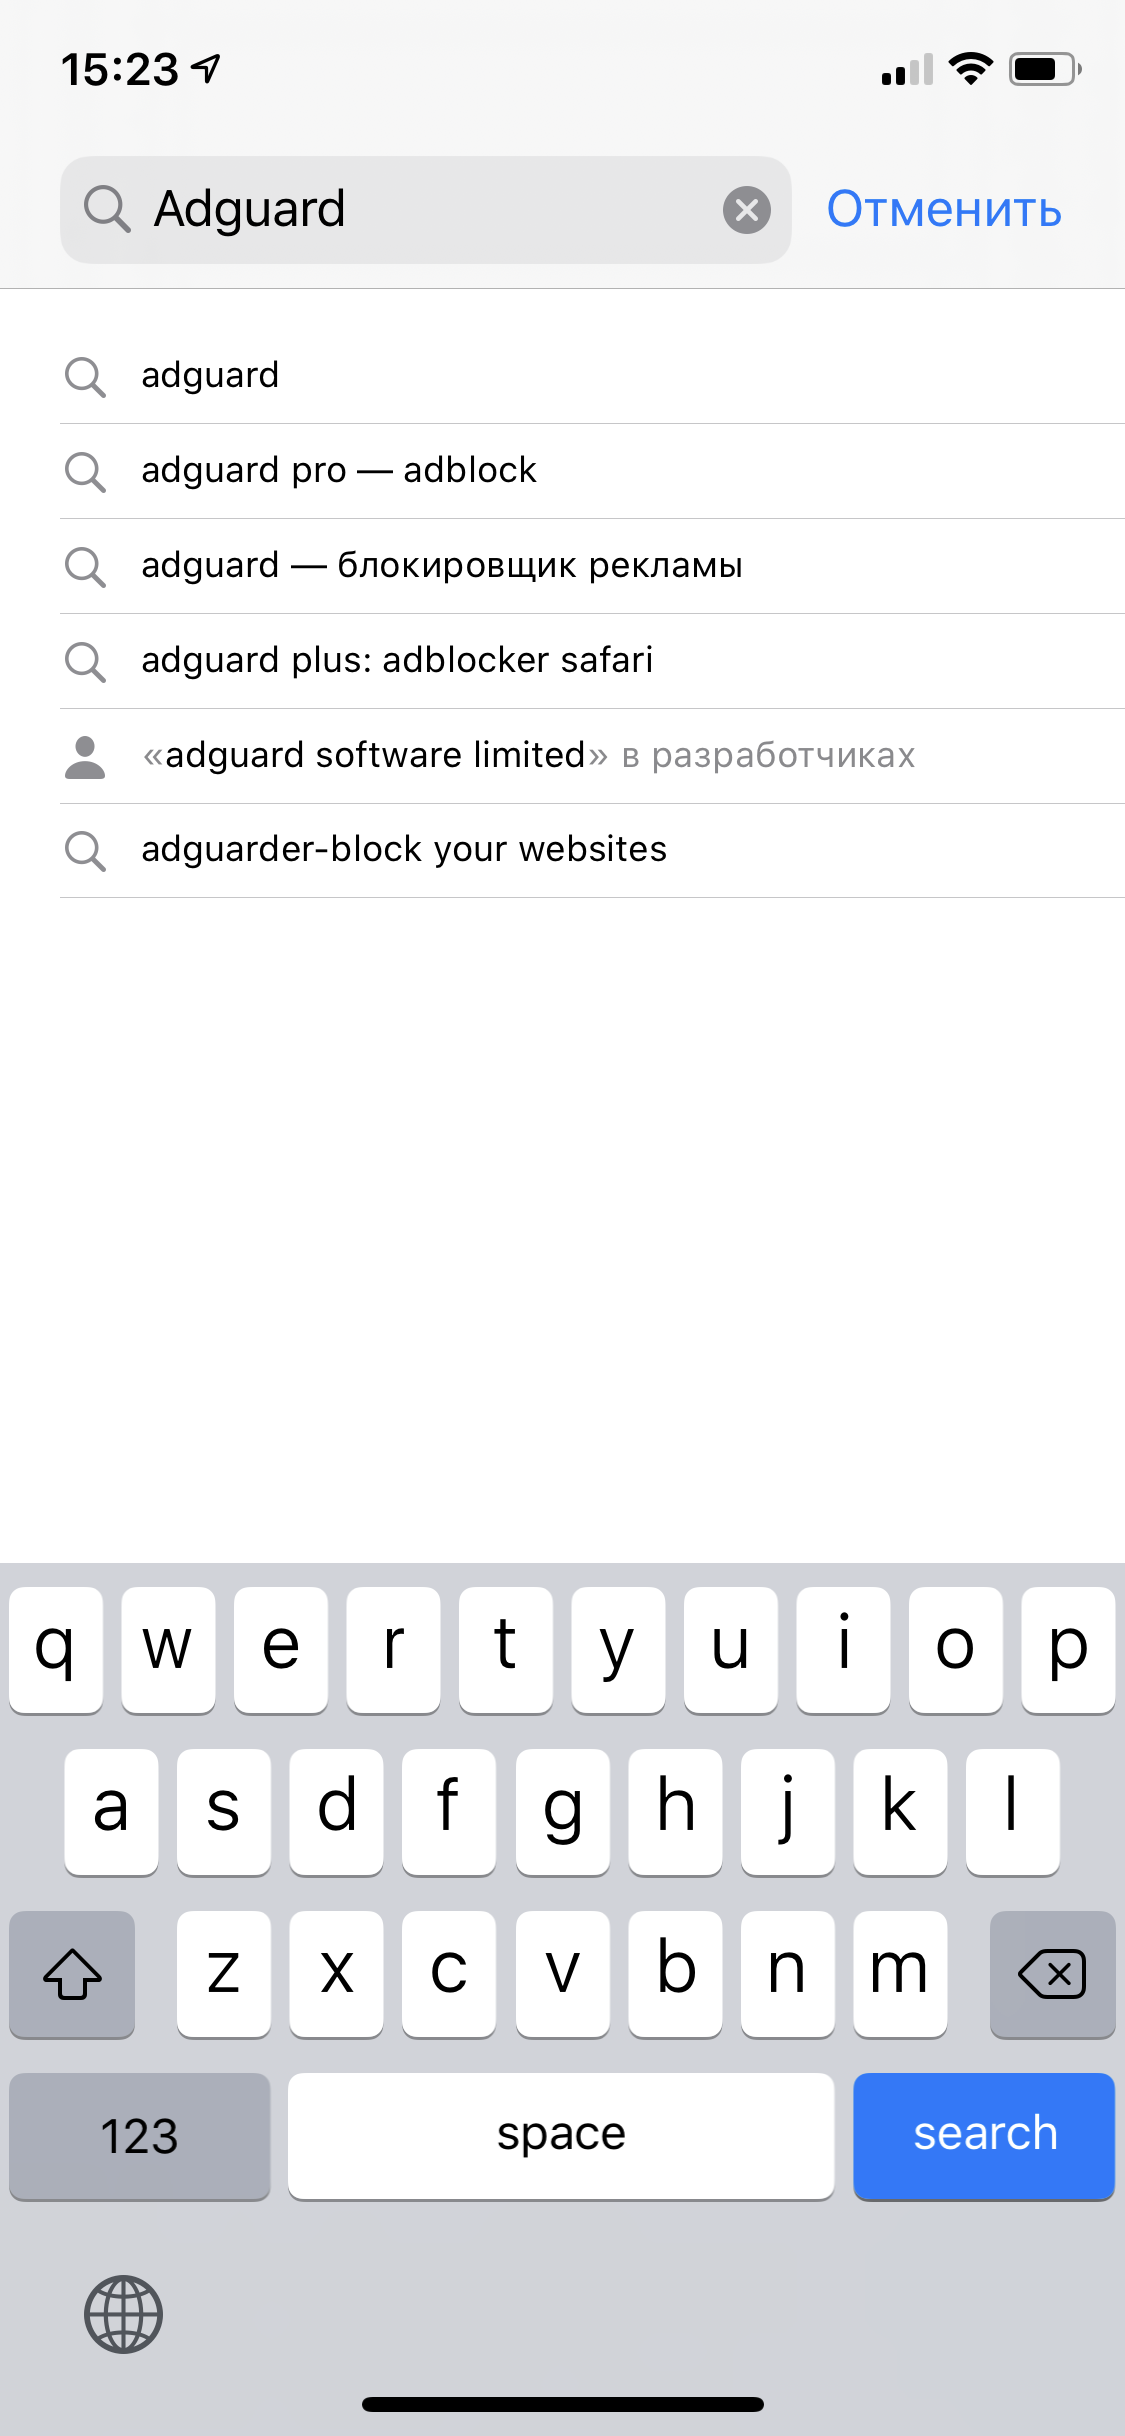 15:23
Adguard
Отменить
adguard
adguard pro — adblock
adguard — блокировщик рекламы
adguard plus: adblocker safari
«adguard software limited» в разработчиках
adguarder-block your websites
q w e r t y u i o p
a s d f g h j k l
z x c v b n m
123 space search